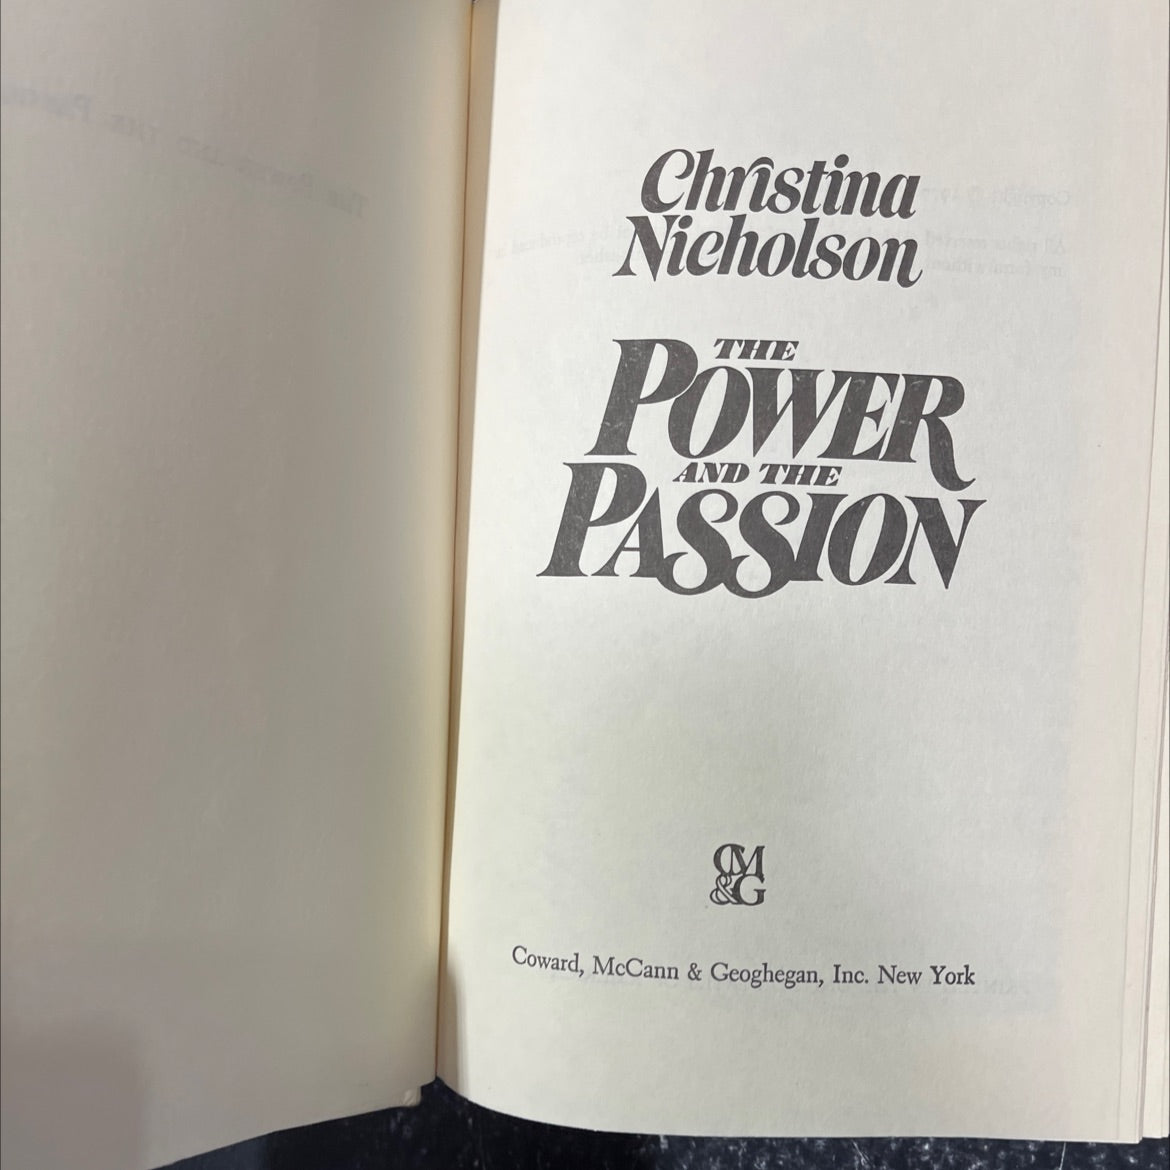 Christina
Nicholson
THE
POWER
AND THE
PASSION
CM
&G
Coward, McCann & Geoghegan, Inc. New York